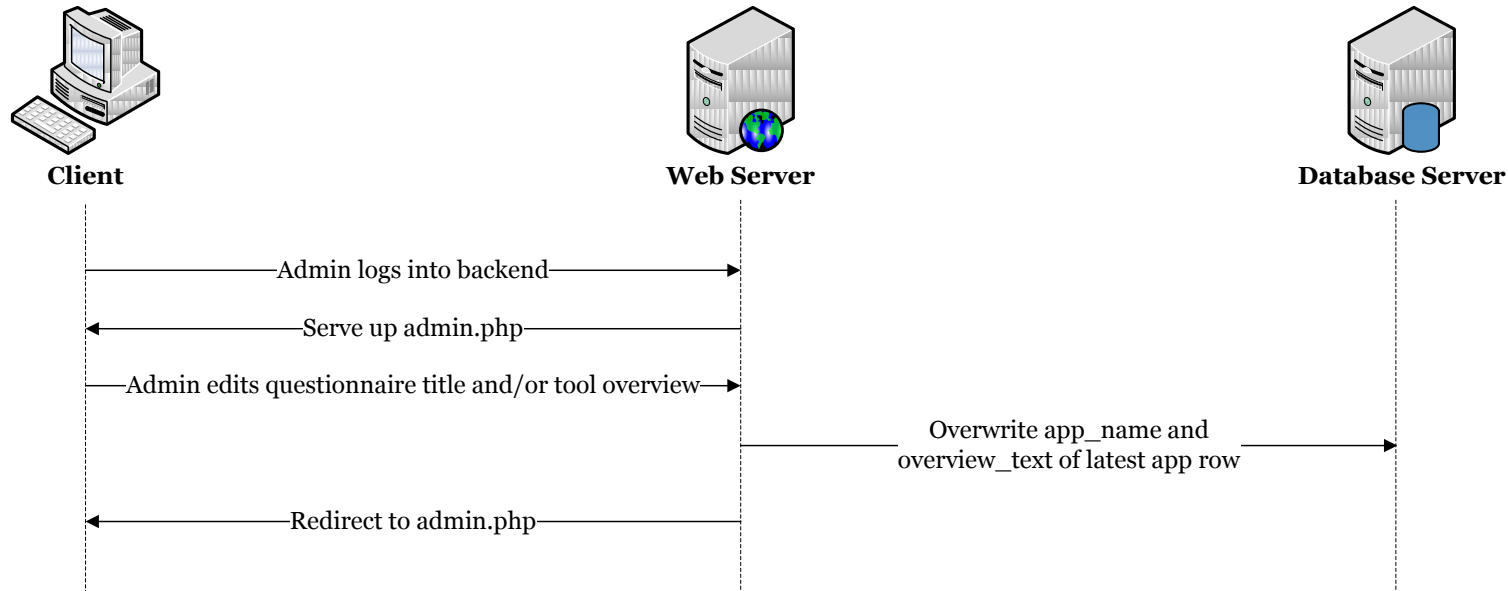 Client
Web Server
Database Server
Admin logs into backend
Serve up admin.php
Admin edits questionnaire title and/or tool overview
Overwrite app_name and
overview_text of latest app row
Redirect to admin.php